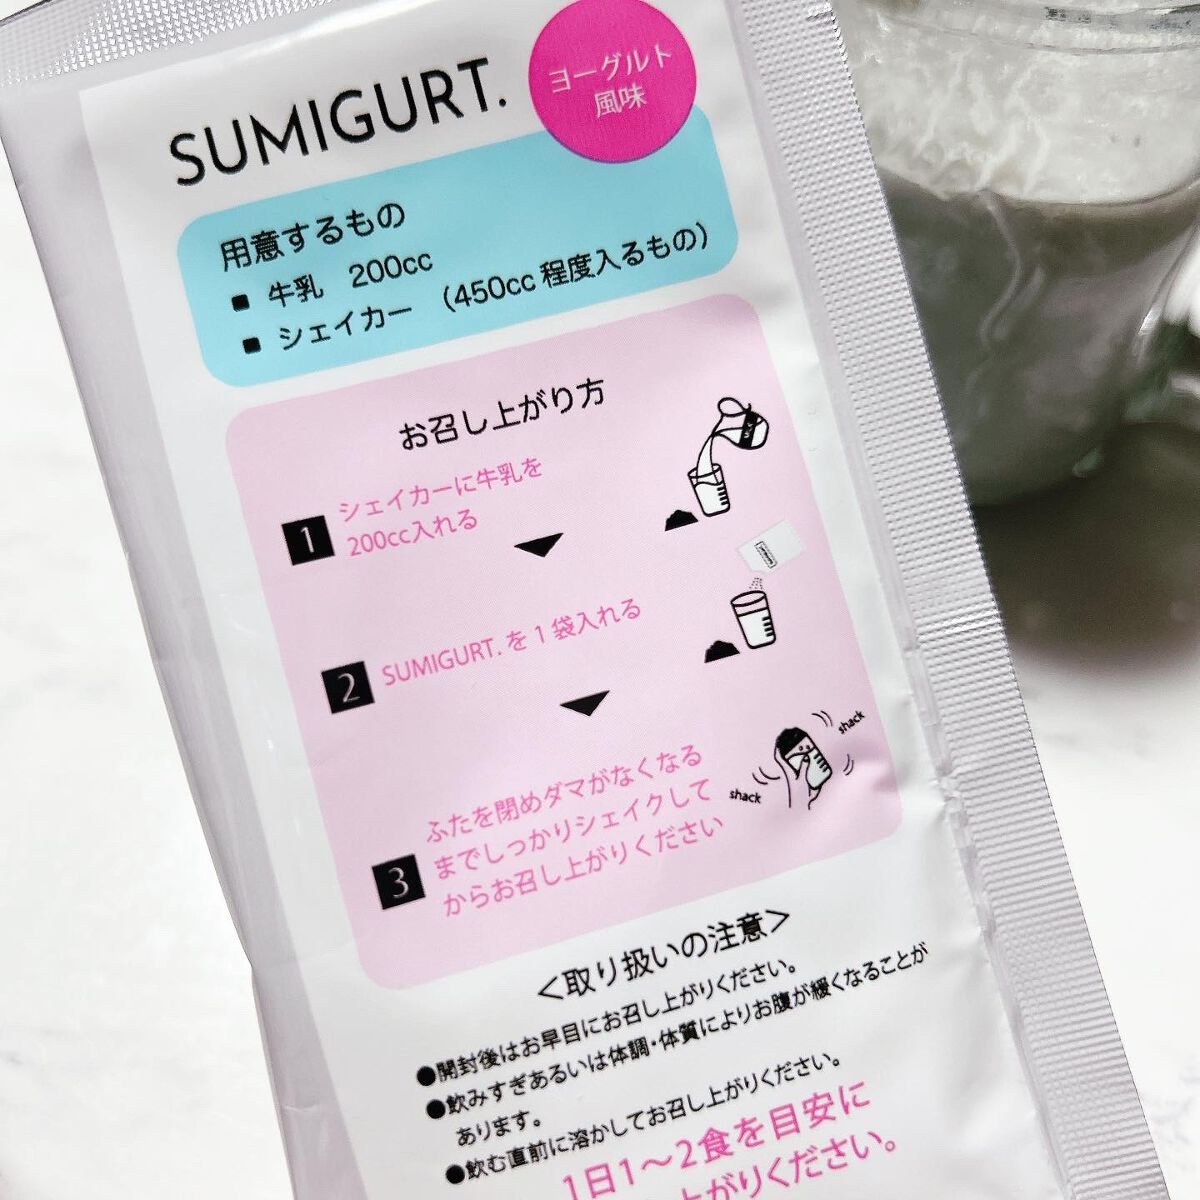 SUMIGURT.
ヨーグルト
風味
用意するもの
■ 牛乳 200cc
■ シェイカー （450cc 程度入るもの）
お召し上がり方
1 シェイカーに牛乳を
200cc入れる
2 SUMIGURT. を 1 袋入れる
3 ふたを閉めダマがなくなる
までしっかりシェイクして
からお召し上がりください
shack
shack
＜取り扱いの注意＞
●開封後はお早目にお召し上がりください。
●飲みすぎあるいは体調・体質によりお腹が緩くなることが
あります。
●飲む直前に溶かしてお召し上がりください。
1日1～2食を目安に
上がりください。